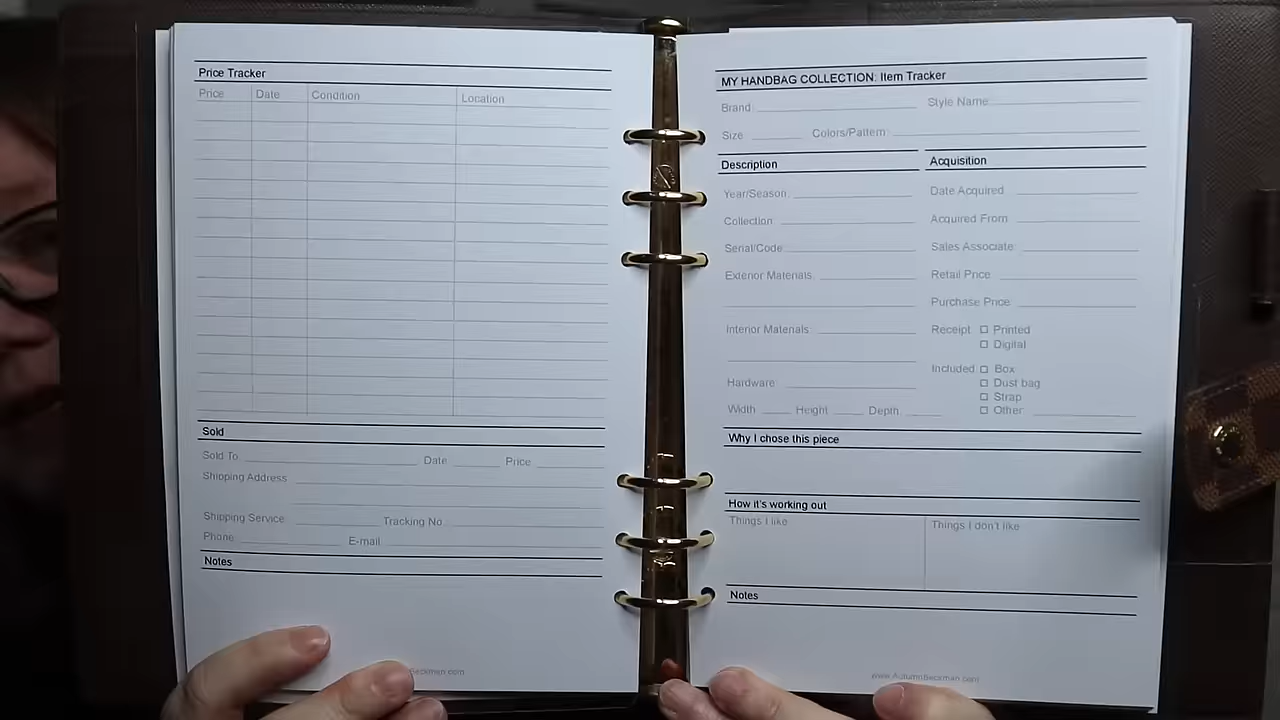 Price Tracker
Price Date Condition Location
Sold
Sold To Date Price
Shipping Address
Shipping Service Tracking No.
Phone E-mail
Notes
MY HANDBAG COLLECTION: Item Tracker
Brand: Style Name:
Size: Colors/Pattern:
Description
Year/Season:
Collection:
Serial/Code:
Exterior Materials:
Interior Materials:
Hardware:
Width Height Depth
Acquisition
Date Acquired
Acquired From
Sales Associate:
Retail Price:
Purchase Price:
Receipt: Printed
Digital
Included: Box
Dust bag
Strap
Other
Why I chose this piece
How it's working out
Things I like Things I don't like
Notes